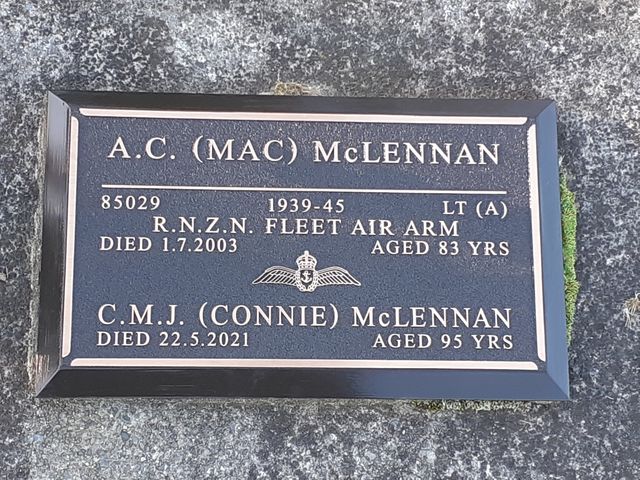 A.C. (MAC) McLENNAN
85029 1939-45 LT (A)
R.N.Z.N. FLEET AIR ARM
DIED 1.7.2003 AGED 83 YRS
C.M.J. (CONNIE) McLENNAN
DIED 22.5.2021 AGED 95 YRS